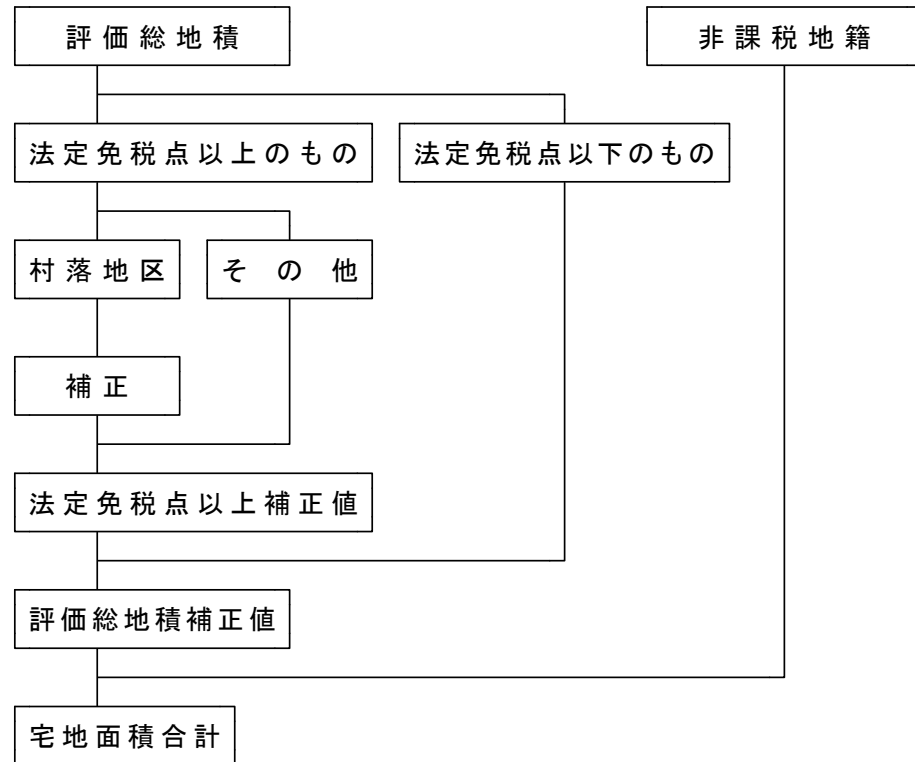 評価総地積
非課税地籍
法定免税点以上のもの
法定免税点以下のもの
村落地区
その他
補正
法定免税点以上補正値
評価総地積補正値
宅地面積合計